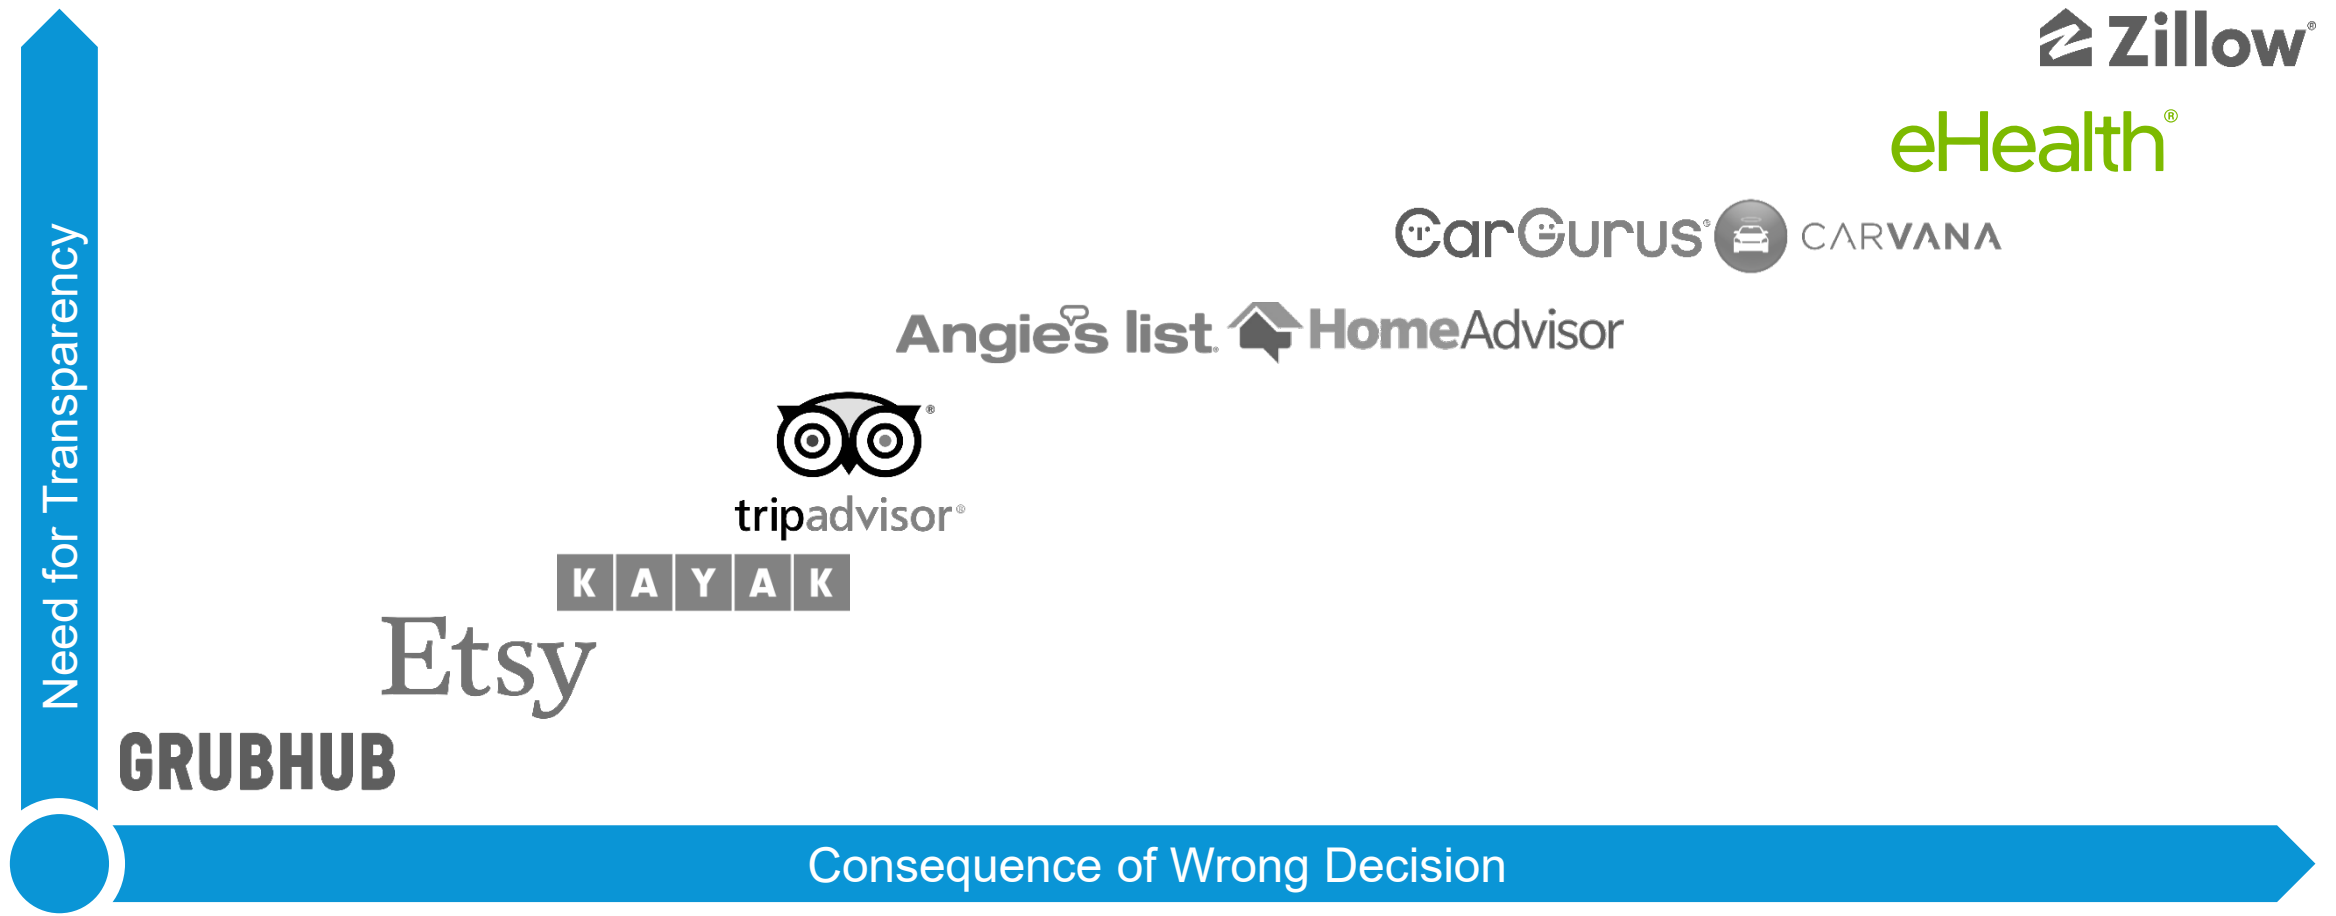 Zillow®
eHealth®
CarGurus® CARVANA
Angie's list® HomeAdvisor
tripadvisor®
KAYAK
Etsy
GRUBHUB
Need for Transparency
Consequence of Wrong Decision